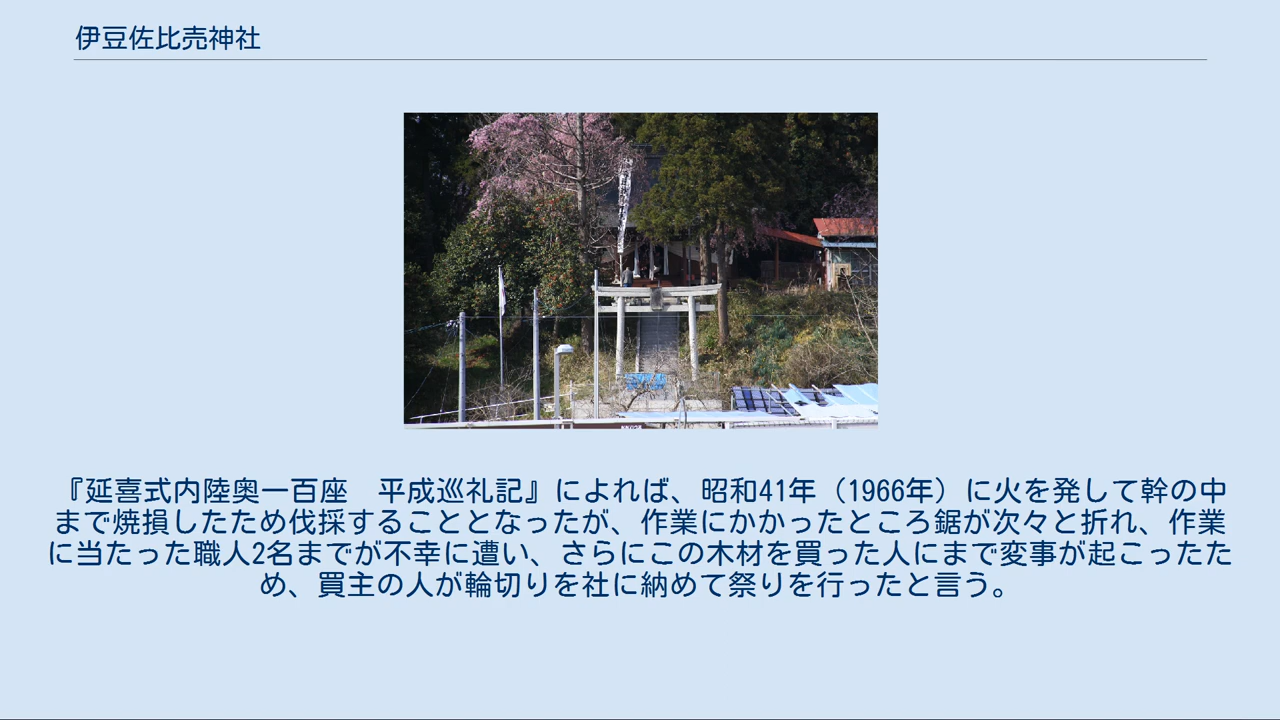 伊豆佐比売神社
『延喜式内陸奥一百座　平成巡礼記』によれば、昭和41年（1966年）に火を発して幹の中
まで焼損したため伐採することとなったが、作業にかかったところ鋸が次々と折れ、作業
に当たった職人2名までが不幸に遭い、さらにこの木材を買った人にまで変事が起こったた
め、買主の人が輪切りを社に納めて祭りを行ったと言う。